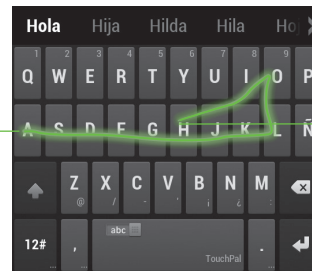 Hola Hija Hilda Hila Ho
1 2 3 4 5 6 7 8 9
Q W E R T Y U I O P
A S D F G H J K L Ñ
Z X C V B N M
@ / - ' ¡ ¿ :
abc
12# , TouchPal .
... ...